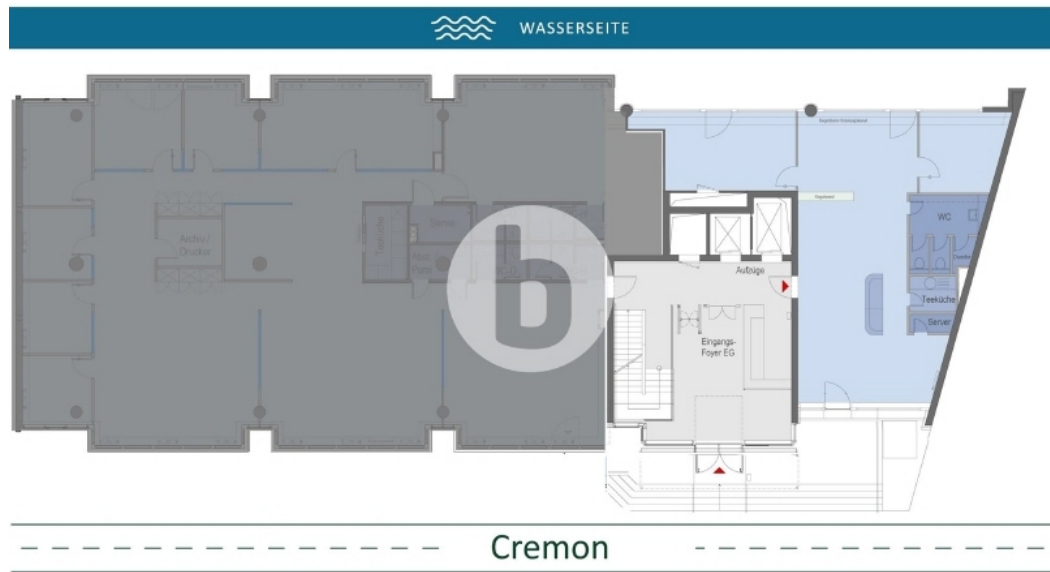 WASSERSEITE
WC
Archiv /
Drucker
Teeküche
Server
b
Aufzüge
Teeküche
Server
Eingangs-
Foyer EG
Cremon